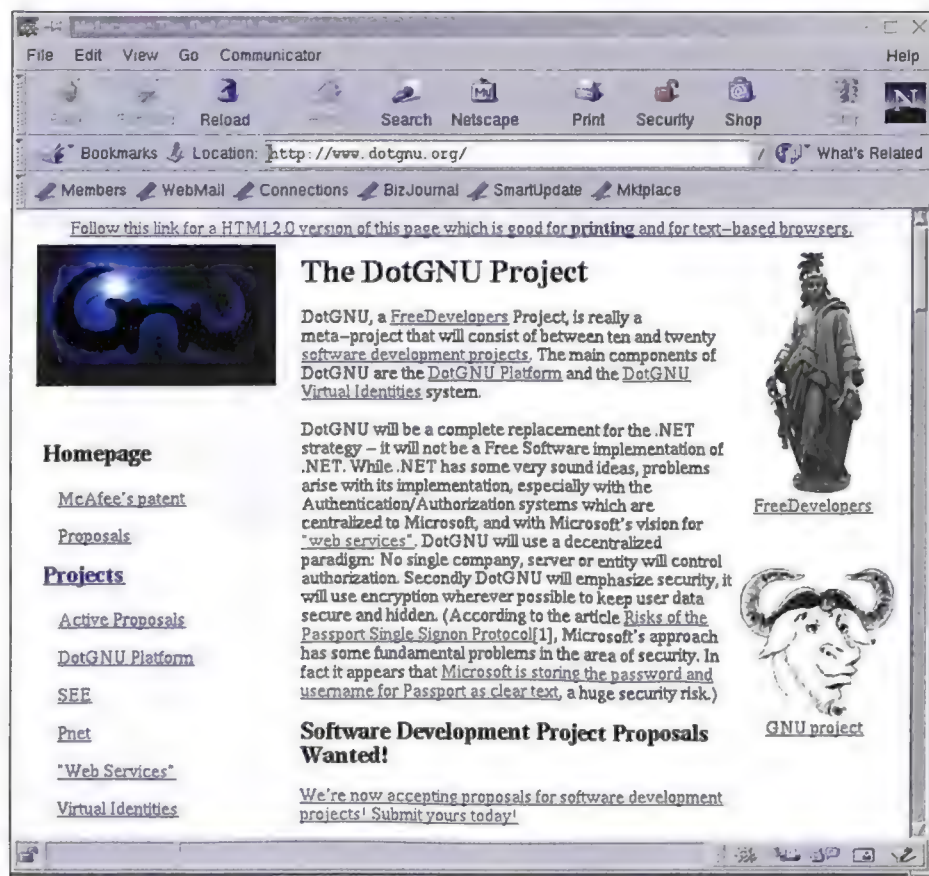 File Edit View Go Communicator Help
Reload Search Netscape Print Security Shop
Bookmarks Location: http://www.dotgnu.org/ What's Related
Members WebMail Connections BizJournal SmartUpdate Mktplace
Follow this link for a HTML2.0 version of this page which is good for printing and for text-based browsers.
The DotGNU Project
DotGNU, a FreeDevelopers Project, is really a
meta-project that will consist of between ten and twenty
software development projects. The main components of
DotGNU are the DotGNU Platform and the DotGNU
Virtual Identities system.
DotGNU will be a complete replacement for the .NET
strategy – it will not be a Free Software implementation of
.NET. While .NET has some very sound ideas, problems
arise with its implementation, especially with the
Authentication/Authorization systems which are
centralized to Microsoft, and with Microsoft's vision for
"web services". DotGNU will use a decentralized
paradigm: No single company, server or entity will control
authorization. Secondly DotGNU will emphasize security, it
will use encryption wherever possible to keep user data
secure and hidden. (According to the article Risks of the
Passport Single Signon Protocol[1], Microsoft's approach
has some fundamental problems in the area of security. In
fact it appears that Microsoft is storing the password and
username for Passport as clear text, a huge security risk.)
Software Development Project Proposals
Wanted!
We're now accepting proposals for software development
projects! Submit yours today!
Homepage
McAfee's patent
Proposals
Projects
Active Proposals
DotGNU Platform
SEE
Pnet
"Web Services"
Virtual Identities
FreeDevelopers
GNU project